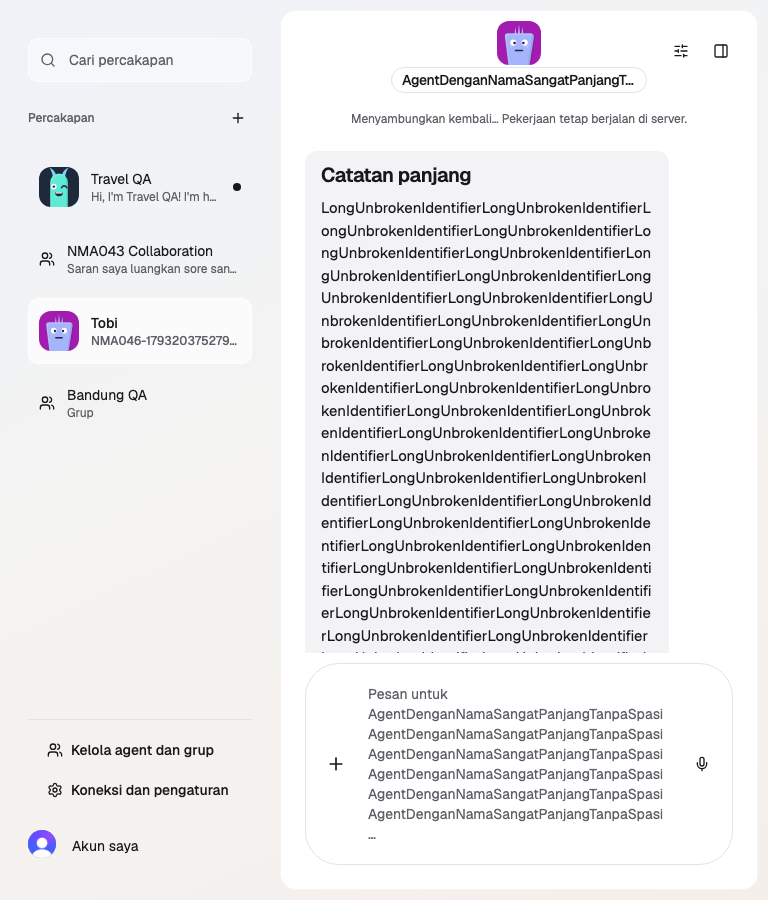 Cari percakapan
Percakapan
Travel QA
Hi, I'm Travel QA! I'm h...
NMA043 Collaboration
Saran saya luangkan sore san...
Tobi
NMA046-179320375279...
Bandung QA
Grup
Kelola agent dan grup
Koneksi dan pengaturan
Akun saya
AgentDenganNamaSangatPanjangT...
Menyambungkan kembali... Pekerjaan tetap berjalan di server.
Catatan panjang
LongUnbrokenIdentifierLongUnbrokenIdentifierL
ongUnbrokenIdentifierLongUnbrokenIdentifierLo
ngUnbrokenIdentifierLongUnbrokenIdentifierLon
gUnbrokenIdentifierLongUnbrokenIdentifierLong
UnbrokenIdentifierLongUnbrokenIdentifierLongU
nbrokenIdentifierLongUnbrokenIdentifierLongUn
brokenIdentifierLongUnbrokenIdentifierLongUnb
rokenIdentifierLongUnbrokenIdentifierLongUnbr
okenIdentifierLongUnbrokenIdentifierLongUnbro
kenIdentifierLongUnbrokenIdentifierLongUnbrok
enIdentifierLongUnbrokenIdentifierLongUnbroke
nIdentifierLongUnbrokenIdentifierLongUnbroken
IdentifierLongUnbrokenIdentifierLongUnbrokenI
dentifierLongUnbrokenIdentifierLongUnbrokenId
entifierLongUnbrokenIdentifierLongUnbrokenIde
ntifierLongUnbrokenIdentifierLongUnbrokenIden
tifierLongUnbrokenIdentifierLongUnbrokenIdenti
fierLongUnbrokenIdentifierLongUnbrokenIdentifi
erLongUnbrokenIdentifierLongUnbrokenIdentifie
rLongUnbrokenIdentifierLongUnbrokenIdentifier
Pesan untuk
AgentDenganNamaSangatPanjangTanpaSpasi
AgentDenganNamaSangatPanjangTanpaSpasi
AgentDenganNamaSangatPanjangTanpaSpasi
AgentDenganNamaSangatPanjangTanpaSpasi
AgentDenganNamaSangatPanjangTanpaSpasi
AgentDenganNamaSangatPanjangTanpaSpasi
...